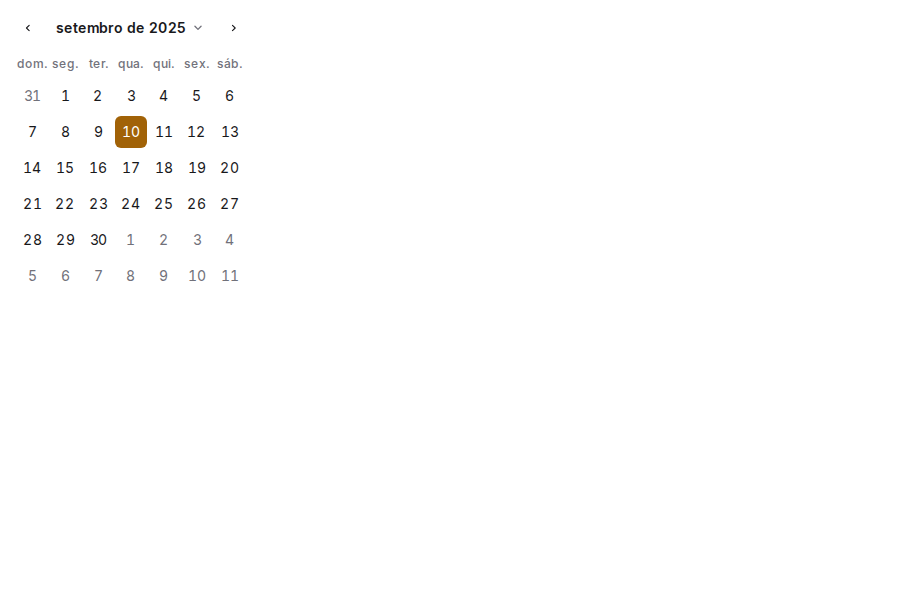 setembro de 2025
dom. seg. ter. qua. qui. sex. sáb.
31 1 2 3 4 5 6
7 8 9 10 11 12 13
14 15 16 17 18 19 20
21 22 23 24 25 26 27
28 29 30 1 2 3 4
5 6 7 8 9 10 11